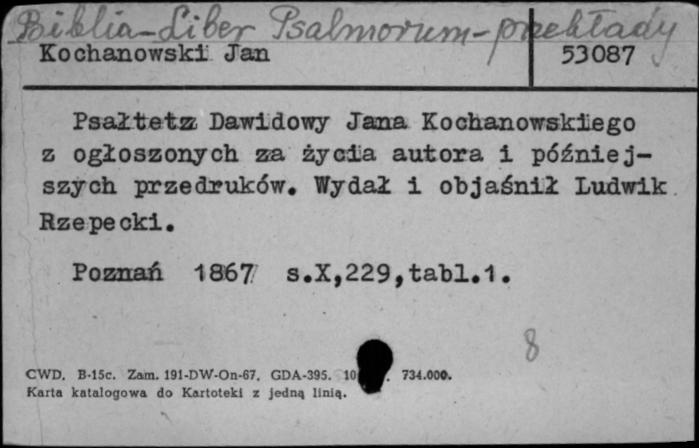 Biblia-Liber Psalmorum-przekłady
Kochanowski Jan 53087
Psałtetz Dawidowy Jana Kochanowskiego
z ogłoszonych za życia autora i później-
szych przedruków. Wydał i objaśnił Ludwik
Rzepecki.
Poznań 1867 s.X,229,tabl.1.
8
CWD. B-15c. Zam. 191-DW-On-67. GDA-395. 10 . 734.000.
Karta katalogowa do Kartoteki z jedną linią.